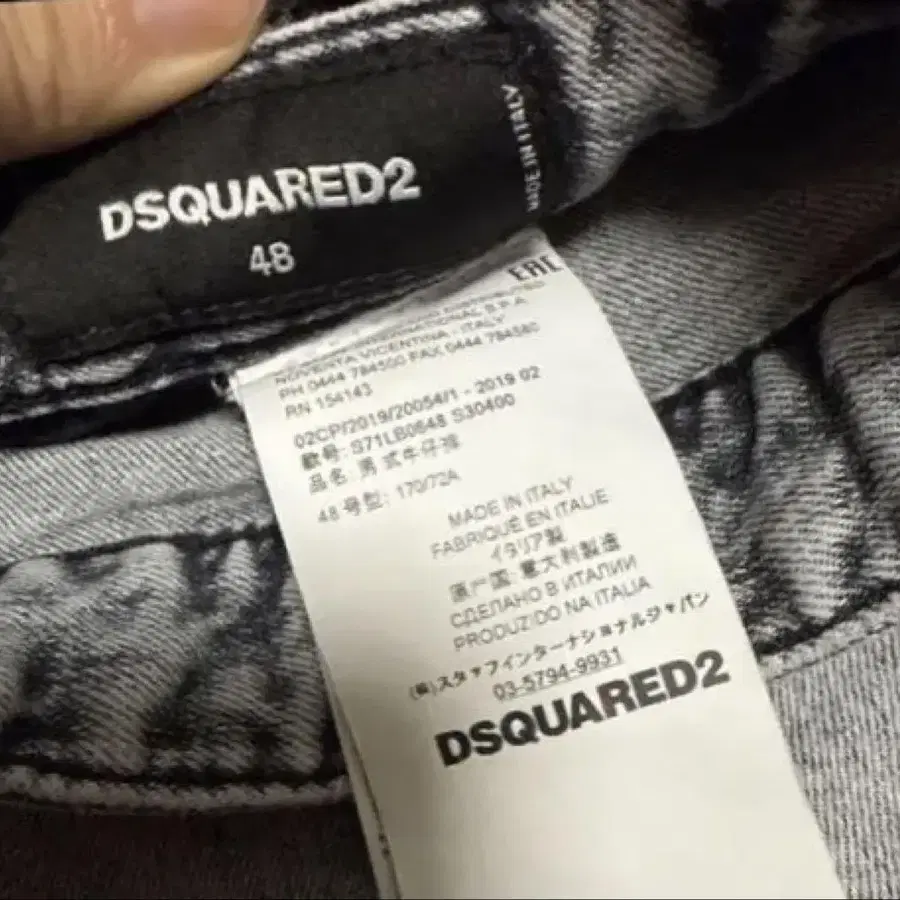 DSQUARED2
48
MADE IN ITALY
EAC
INTERNATIONAL S.P.A.
NOVENTA VICENTINA - ITALY
PH 0444 784500 FAX 0444 784580
RN 154143
02CP/2019/20054/1 - 2019 02
款号: S71LB0648 S30400
品名: 男式牛仔裤
48 号型: 170/72A
MADE IN ITALY
FABRIQUÉ EN ITALIE
イタリア製
原产国: 意大利製造
СДЕЛАНО В ИТАЛИИ
PRODUZIDO NA ITALIA
(株)スタッフインターナショナルジャパン
03-5794-9931
DSQUARED2